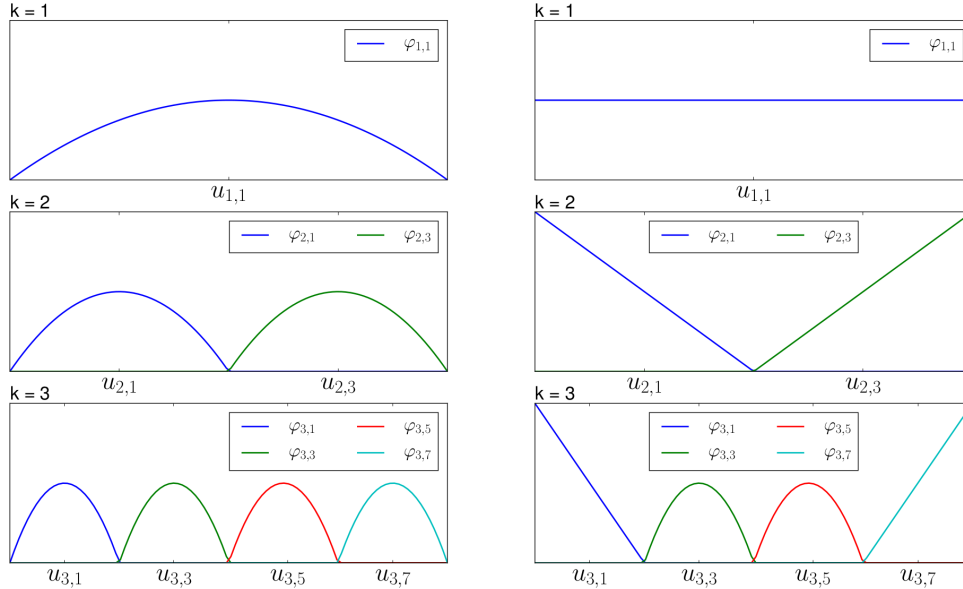 k = 1
φ1,1
u1,1
k = 2
φ2,1 φ2,3
u2,1 u2,3
k = 3
φ3,1 φ3,5
φ3,3 φ3,7
u3,1 u3,3 u3,5 u3,7
k = 1
φ1,1
u1,1
k = 2
φ2,1 φ2,3
u2,1 u2,3
k = 3
φ3,1 φ3,5
φ3,3 φ3,7
u3,1 u3,3 u3,5 u3,7